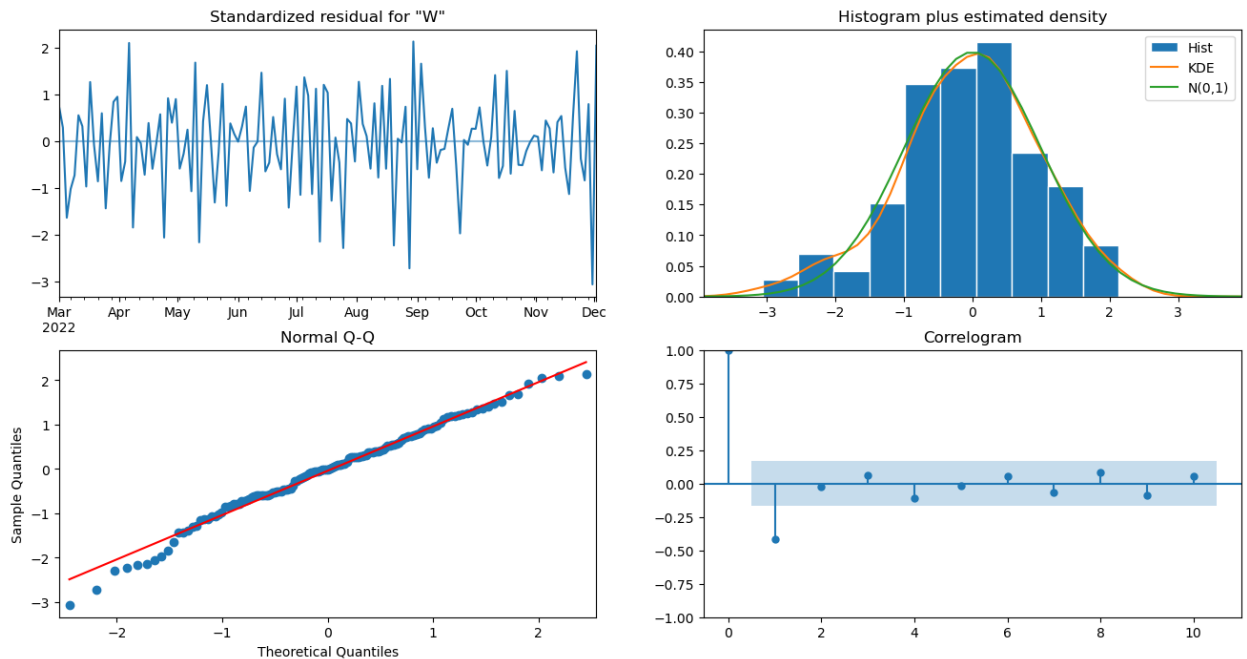 Standardized residual for "W"
2
1
0
−1
−2
−3
Mar Apr May Jun Jul Aug Sep Oct Nov Dec
2022
Histogram plus estimated density
0.40
0.35
0.30
0.25
0.20
0.15
0.10
0.05
0.00
Hist
KDE
N(0,1)
−3 −2 −1 0 1 2 3
Normal Q-Q
Sample Quantiles
2
1
0
−1
−2
−3
−2 −1 0 1 2
Theoretical Quantiles
Correlogram
1.00
0.75
0.50
0.25
0.00
−0.25
−0.50
−0.75
−1.00
0 2 4 6 8 10